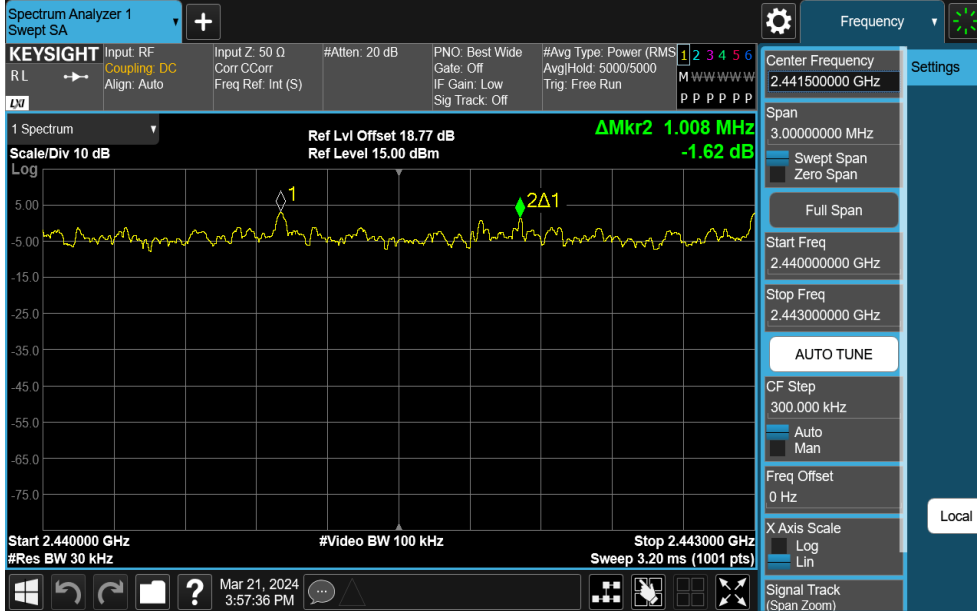 Spectrum Analyzer 1
Swept SA
+
Frequency
KEYSIGHT
R L
LXI
Input: RF
Coupling: DC
Align: Auto
Input Z: 50 Ω
Corr CCorr
Freq Ref: Int (S)
#Atten: 20 dB
PNO: Best Wide
Gate: Off
IF Gain: Low
Sig Track: Off
#Avg Type: Power (RMS
Avg|Hold: 5000/5000
Trig: Free Run
1 2 3 4 5 6
M W W W W W
P P P P P P
1 Spectrum
Scale/Div 10 dB
Log
Ref Lvl Offset 18.77 dB
Ref Level 15.00 dBm
ΔMkr2 1.008 MHz
-1.62 dB
1
2Δ1
5.00
-5.00
-15.0
-25.0
-35.0
-45.0
-55.0
-65.0
-75.0
Start 2.440000 GHz
#Res BW 30 kHz
#Video BW 100 kHz
Stop 2.443000 GHz
Sweep 3.20 ms (1001 pts)
Center Frequency
2.441500000 GHz
Span
3.00000000 MHz
Swept Span
Zero Span
Full Span
Start Freq
2.440000000 GHz
Stop Freq
2.443000000 GHz
AUTO TUNE
CF Step
300.000 kHz
Auto
Man
Freq Offset
0 Hz
X Axis Scale
Log
Lin
Signal Track
(Span Zoom)
Settings
Local
?
Mar 21, 2024
3:57:36 PM